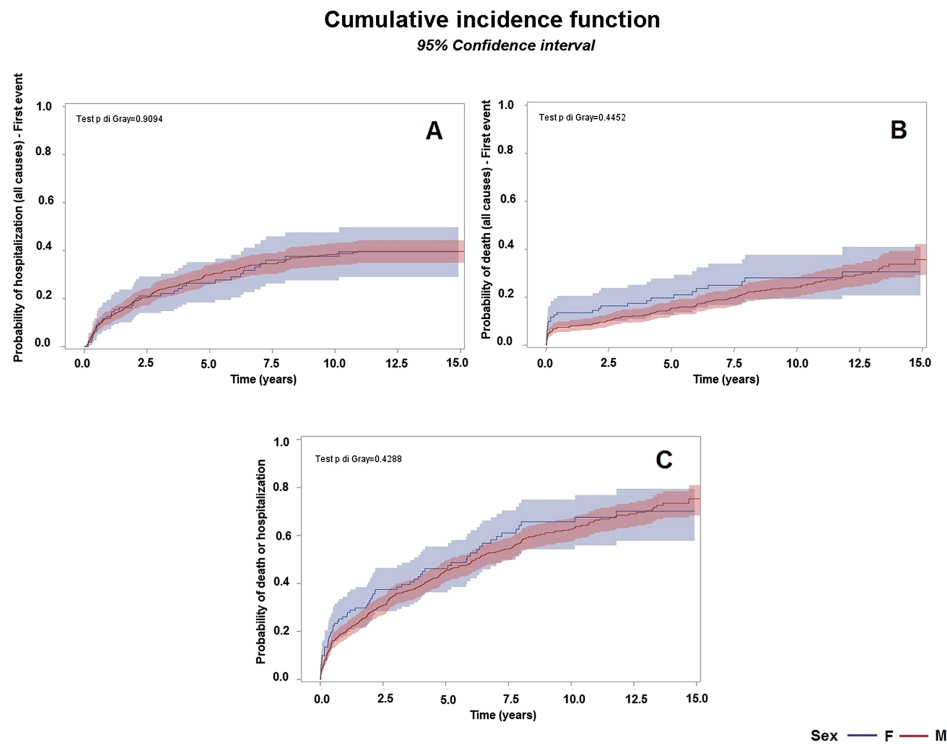 Cumulative incidence function
95% Confidence interval
Probability of hospitalization (all causes) - First event
Test p di Gray=0.9094
A
1.0
0.8
0.6
0.4
0.2
0.0
0.0 2.5 5.0 7.5 10.0 12.5 15.0
Time (years)
Probability of death (all causes) - First event
Test p di Gray=0.4452
B
1.0
0.8
0.6
0.4
0.2
0.0
0.0 2.5 5.0 7.5 10.0 12.5 15.0
Time (years)
Probability of death or hospitalization
Test p di Gray=0.4288
C
1.0
0.8
0.6
0.4
0.2
0.0
0.0 2.5 5.0 7.5 10.0 12.5 15.0
Time (years)
Sex F M